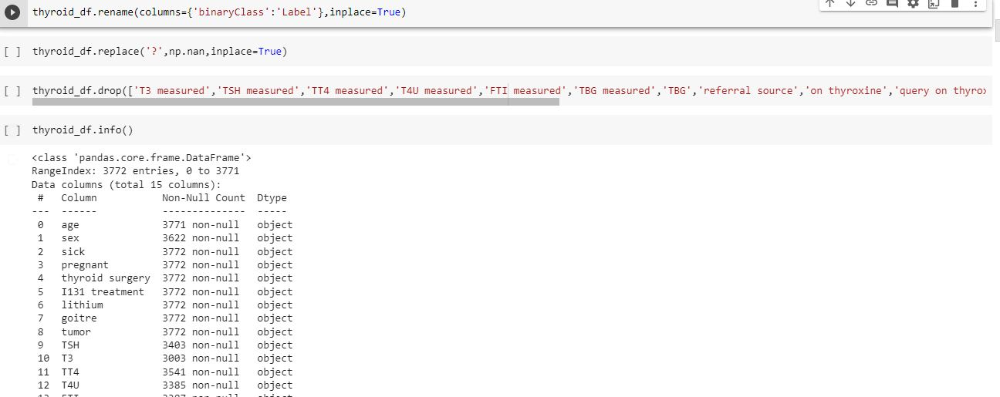 thyroid_df.rename(columns={'binaryClass':'Label'},inplace=True)
[ ] thyroid_df.replace('?',np.nan,inplace=True)
[ ] thyroid_df.drop(['T3 measured','TSH measured','TT4 measured','T4U measured','FTI measured','TBG measured','TBG','referral source','on thyroxine','query on thyrox
[ ] thyroid_df.info()
<class 'pandas.core.frame.DataFrame'>
RangeIndex: 3772 entries, 0 to 3771
Data columns (total 15 columns):
 #   Column           Non-Null Count  Dtype
---  ------           --------------  -----
 0   age              3771 non-null   object
 1   sex              3622 non-null   object
 2   sick             3772 non-null   object
 3   pregnant         3772 non-null   object
 4   thyroid surgery  3772 non-null   object
 5   I131 treatment   3772 non-null   object
 6   lithium          3772 non-null   object
 7   goitre           3772 non-null   object
 8   tumor            3772 non-null   object
 9   TSH              3403 non-null   object
 10  T3               3003 non-null   object
 11  TT4              3541 non-null   object
 12  T4U              3385 non-null   object